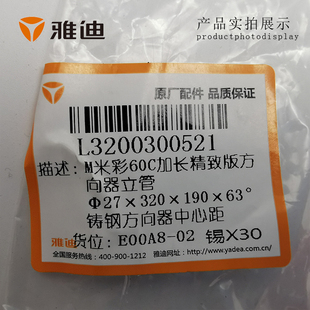 雅迪
产品实拍展示
productphotodisplay
原厂配件 品质保证
L3200300521
描述: M米彩60C加长精致版方
向器立管
Φ27×320×190×63°
铸钢方向器中心距
雅迪 货位: E00A8-02 锡X30
全国服务热线: 400-900-1212 雅迪网址: http://www.yadea.com.cn/